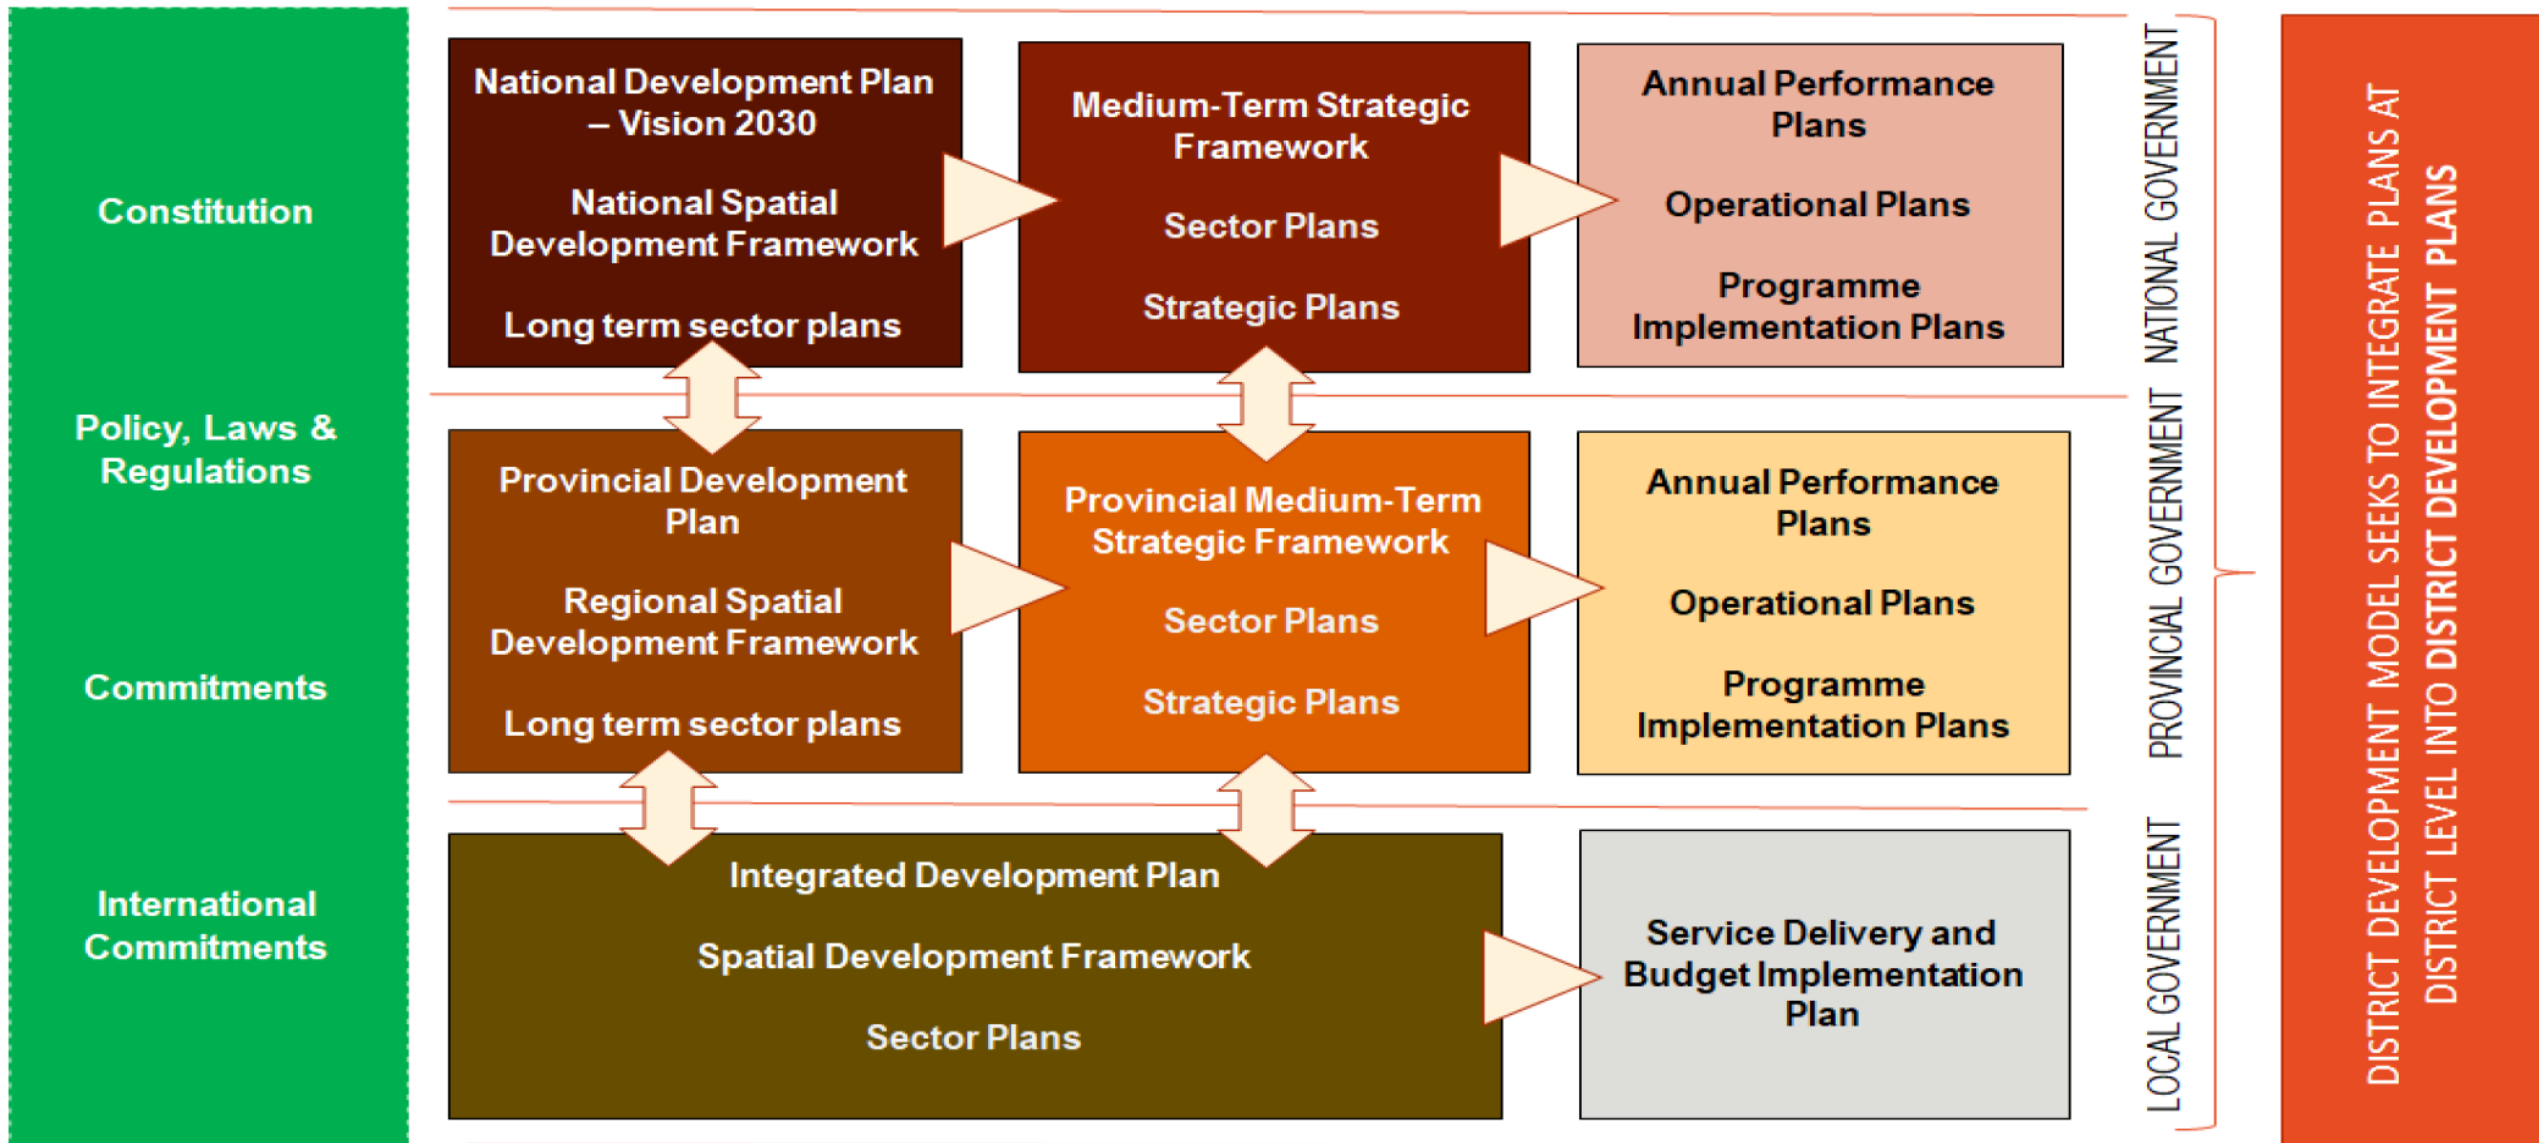 Constitution
Policy, Laws &
Regulations
Commitments
International
Commitments
National Development Plan
– Vision 2030
National Spatial
Development Framework
Long term sector plans
Medium-Term Strategic
Framework
Sector Plans
Strategic Plans
Annual Performance
Plans
Operational Plans
Programme
Implementation Plans
NATIONAL GOVERNMENT
Provincial Development
Plan
Regional Spatial
Development Framework
Long term sector plans
Provincial Medium-Term
Strategic Framework
Sector Plans
Strategic Plans
Annual Performance
Plans
Operational Plans
Programme
Implementation Plans
PROVINCIAL GOVERNMENT
Integrated Development Plan
Spatial Development Framework
Sector Plans
Service Delivery and
Budget Implementation
Plan
LOCAL GOVERNMENT
DISTRICT DEVELOPMENT MODEL SEEKS TO INTEGRATE PLANS AT
DISTRICT LEVEL INTO DISTRICT DEVELOPMENT PLANS